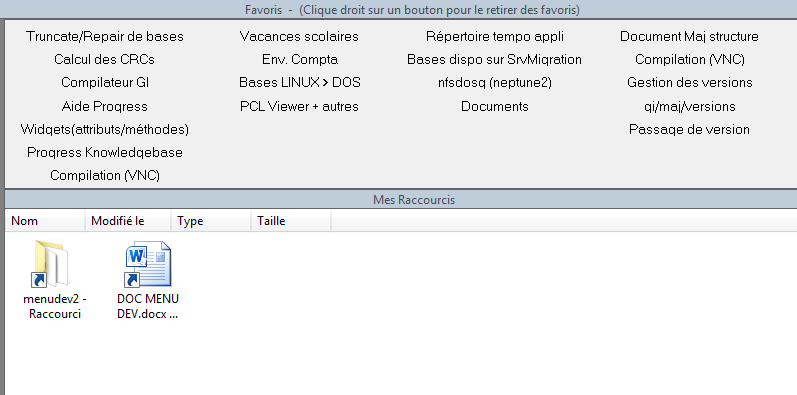 Favoris - (Clique droit sur un bouton pour le retirer des favoris)
Truncate/Repair de bases
Vacances scolaires
Répertoire tempo appli
Document Maj structure
Calcul des CRCs
Env. Compta
Bases dispo sur SrvMigration
Compilation (VNC)
Compilateur GI
Bases LINUX > DOS
nfsdosq (neptune2)
Gestion des versions
Aide Progress
PCL Viewer + autres
Documents
gi/maj/versions
Widgets(attributs/méthodes)
Passage de version
Progress Knowledgebase
Compilation (VNC)
Mes Raccourcis
Nom
Modifié le
Type
Taille
menudev2 -
Raccourci
DOC MENU
DEV.docx ...